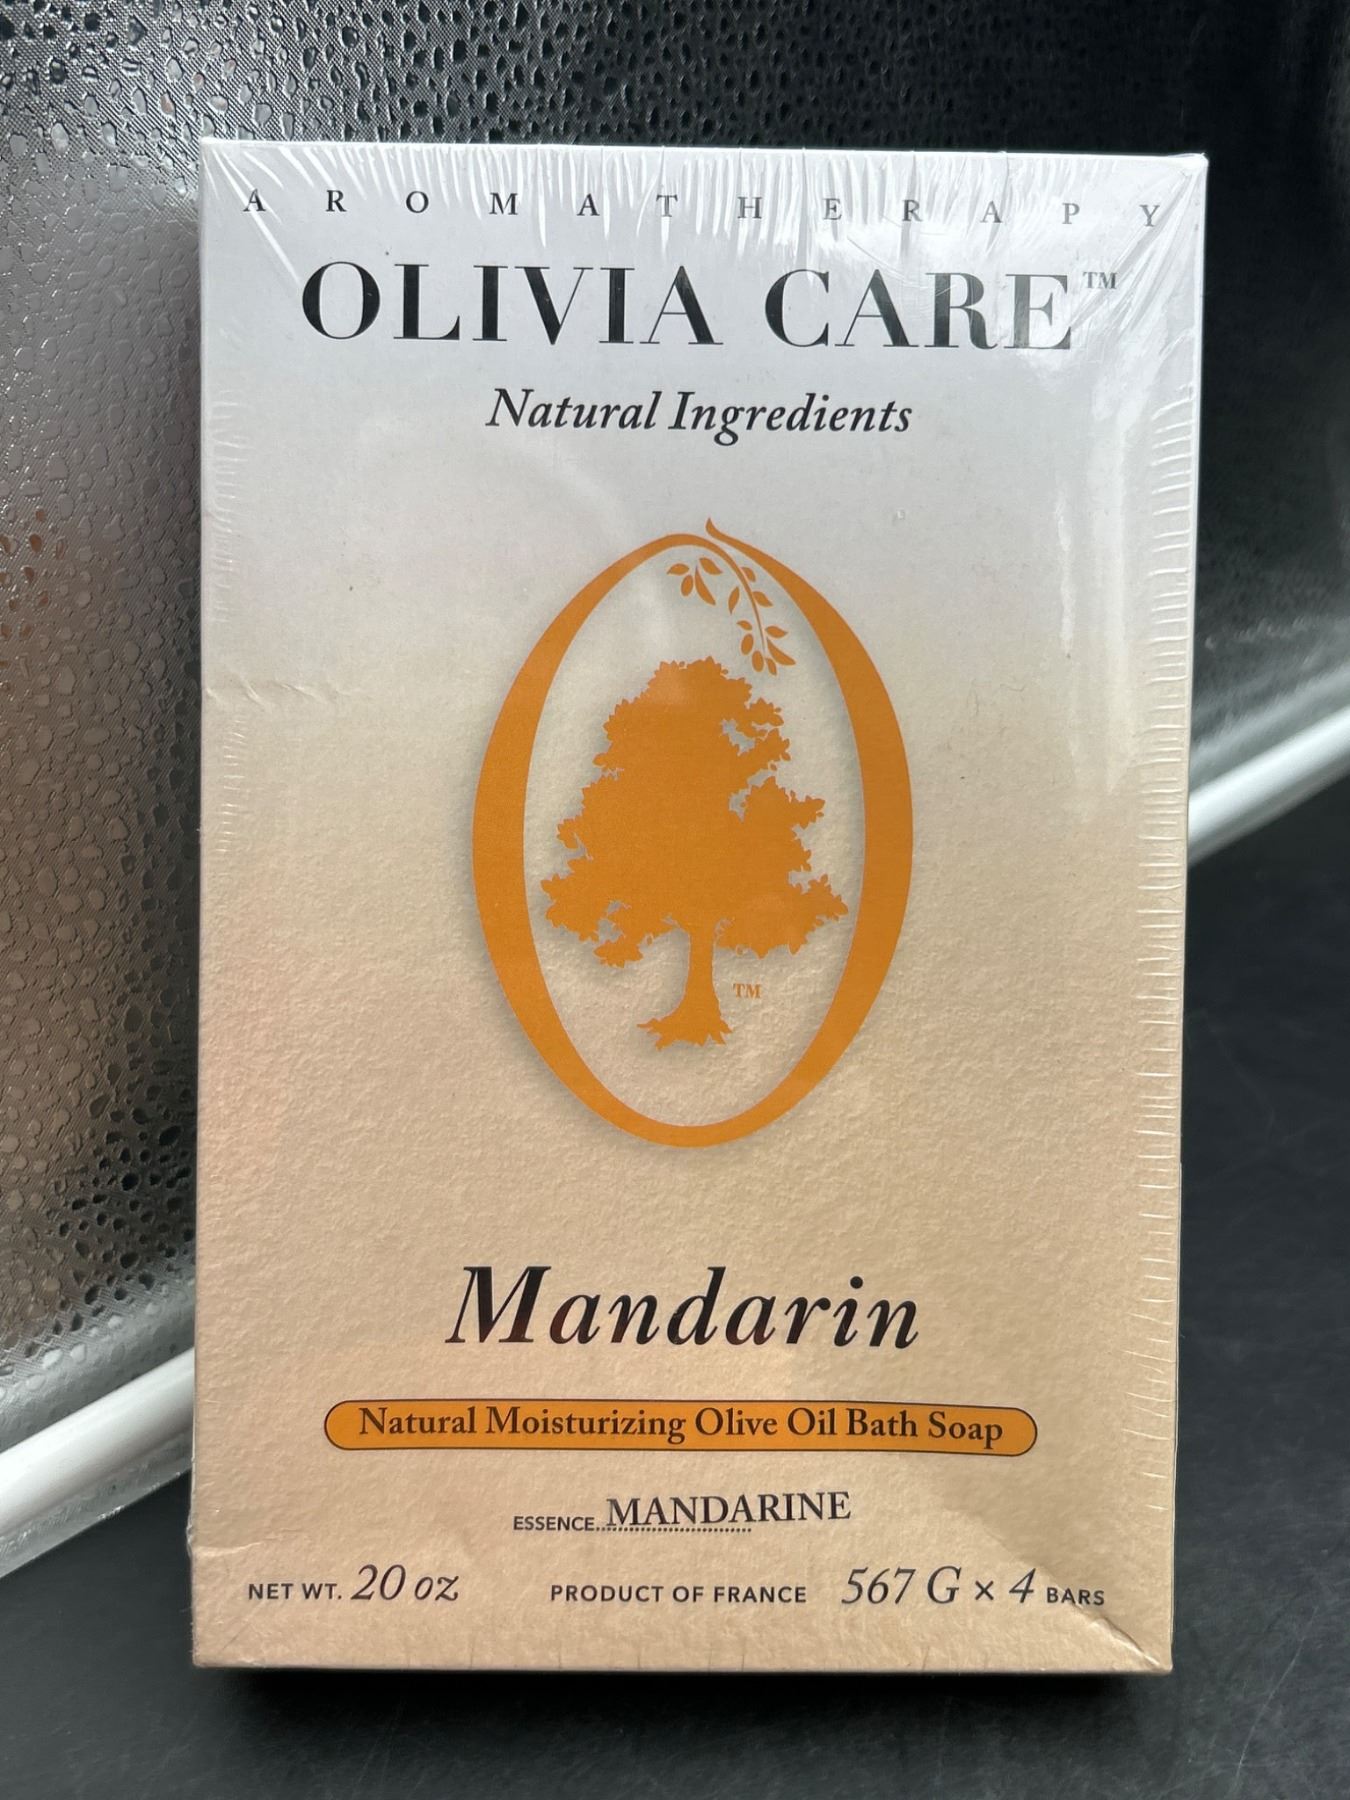 AROMATHERAPY
OLIVIA CARE™
Natural Ingredients
TM
Mandarin
Natural Moisturizing Olive Oil Bath Soap
ESSENCE..MANDARINE
NET WT. 20 oz PRODUCT OF FRANCE 567 G × 4 BARS